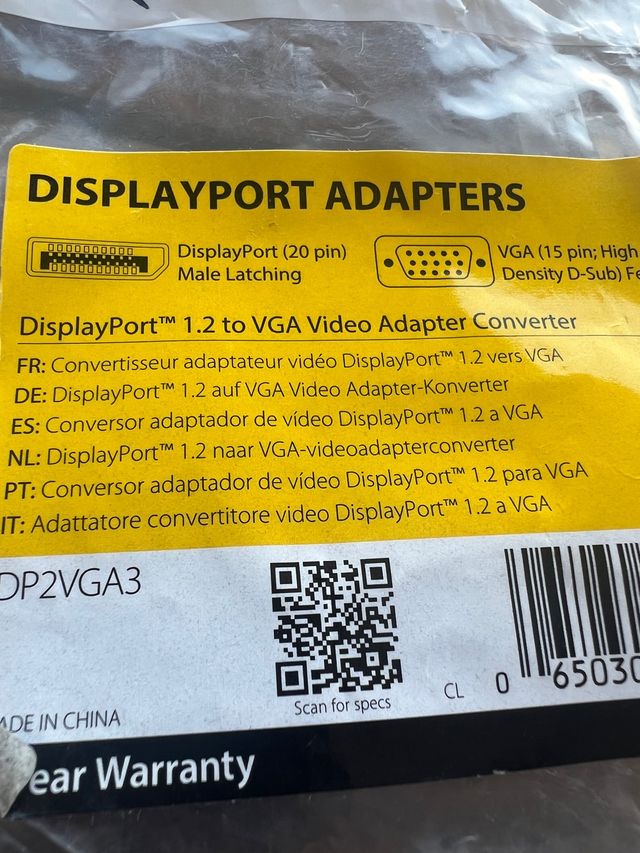 DISPLAYPORT ADAPTERS
DisplayPort (20 pin)
Male Latching
VGA (15 pin; High
Density D-Sub) Fe
DisplayPort™ 1.2 to VGA Video Adapter Converter
FR: Convertisseur adaptateur vidéo DisplayPort™ 1.2 vers VGA
DE: DisplayPort™ 1.2 auf VGA Video Adapter-Konverter
ES: Conversor adaptador de vídeo DisplayPort™ 1.2 a VGA
NL: DisplayPort™ 1.2 naar VGA-videoadapterconverter
PT: Conversor adaptador de vídeo DisplayPort™ 1.2 para VGA
IT: Adattatore convertitore video DisplayPort™ 1.2 a VGA
DP2VGA3
Scan for specs
CL
0 65030
ADE IN CHINA
ear Warranty